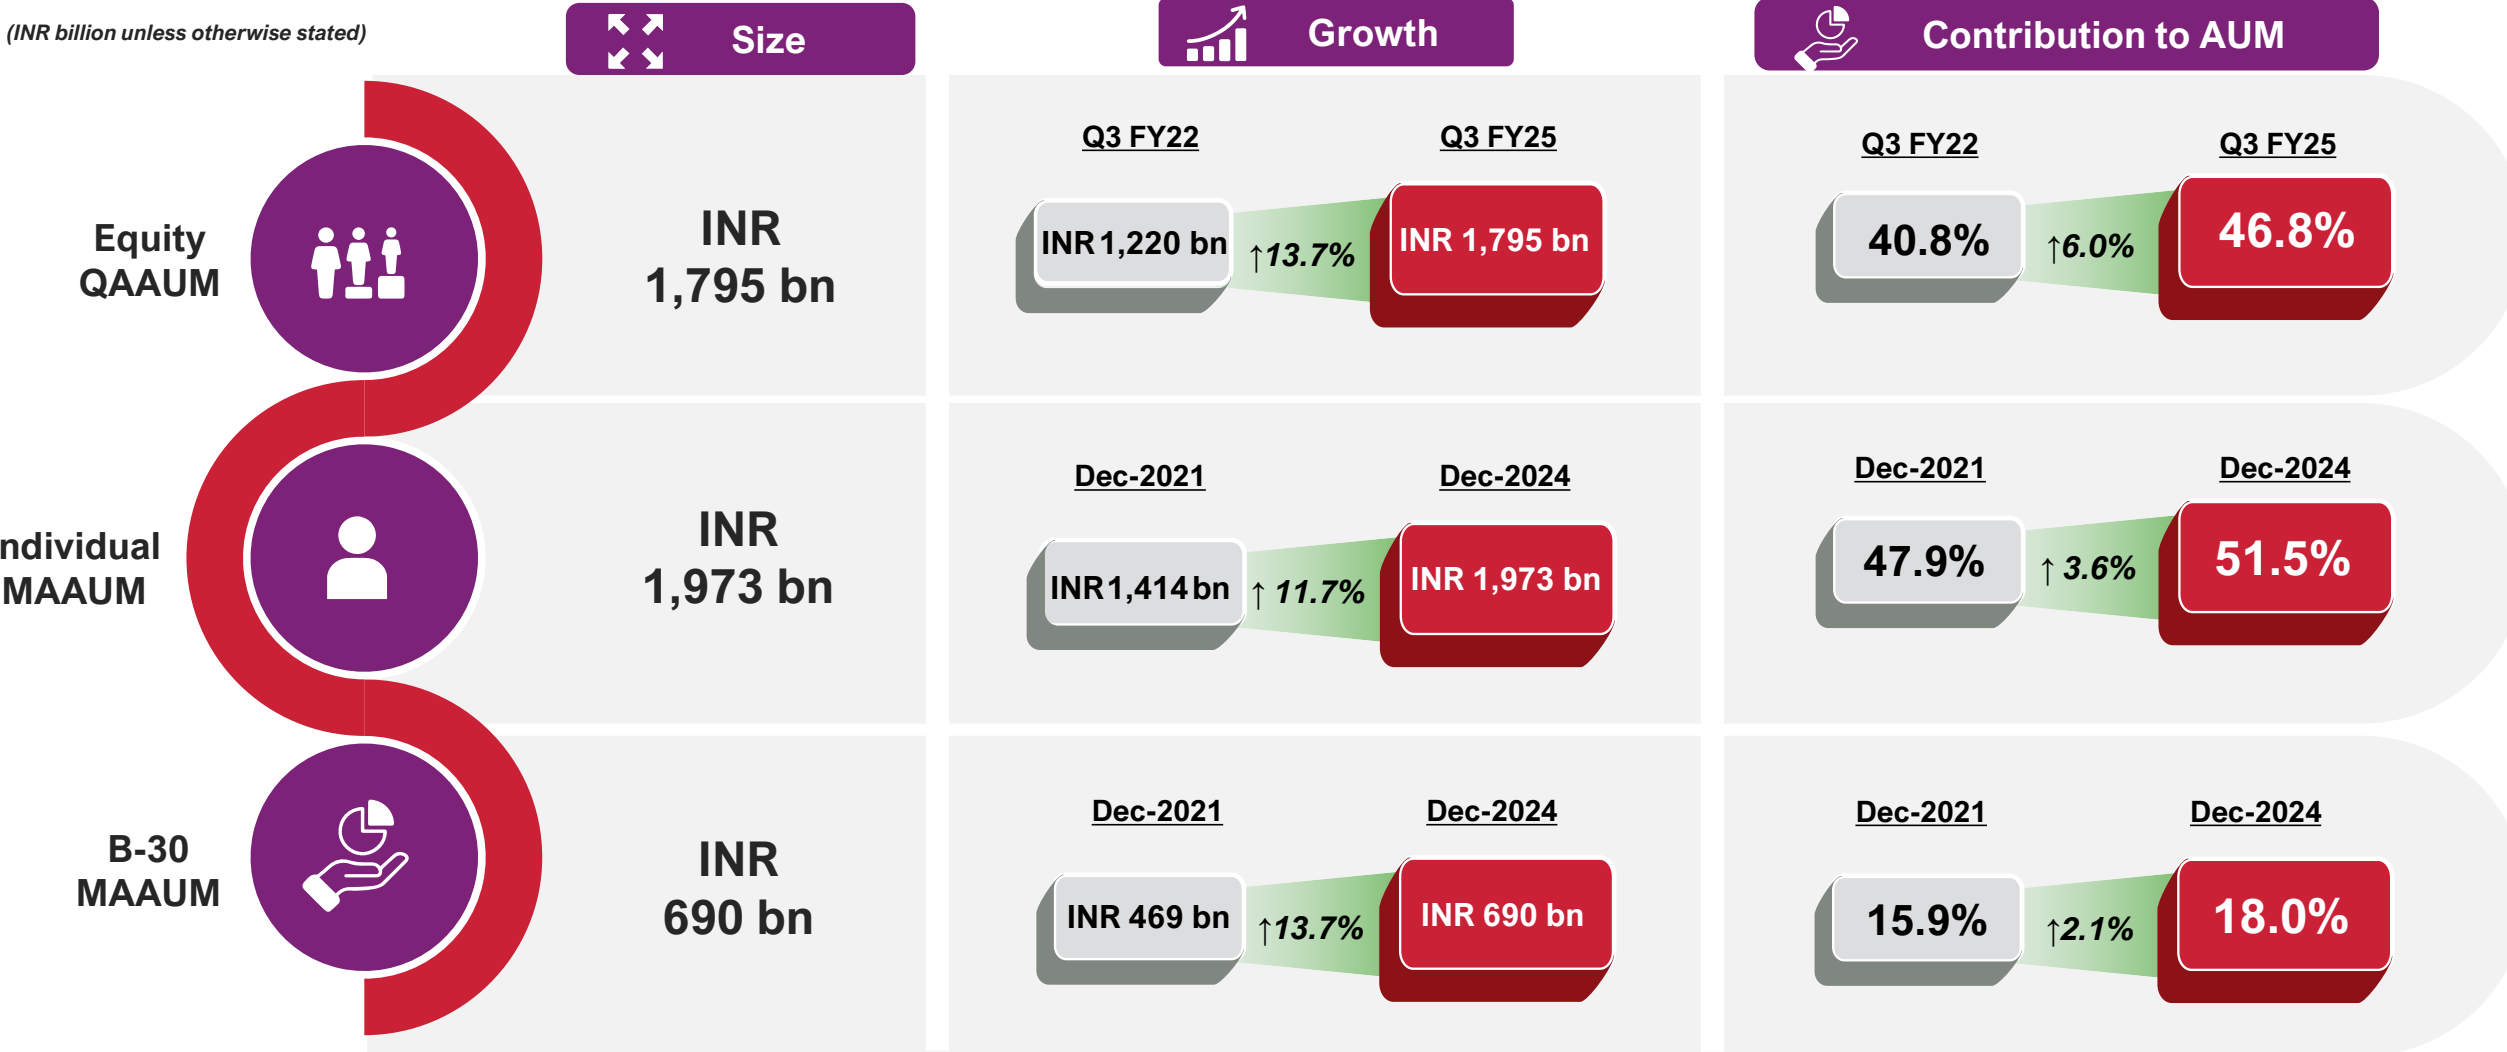 (INR billion unless otherwise stated)
Size
Growth
Contribution to AUM
Equity
QAAUM
INR
1,795 bn
Q3 FY22
Q3 FY25
INR 1,220 bn
↑13.7%
INR 1,795 bn
Q3 FY22
Q3 FY25
40.8%
↑6.0%
46.8%
ndividual
MAAUM
INR
1,973 bn
Dec-2021
Dec-2024
INR 1,414 bn
↑ 11.7%
INR 1,973 bn
Dec-2021
Dec-2024
47.9%
↑ 3.6%
51.5%
B-30
MAAUM
INR
690 bn
Dec-2021
Dec-2024
INR 469 bn
↑13.7%
INR 690 bn
Dec-2021
Dec-2024
15.9%
↑2.1%
18.0%